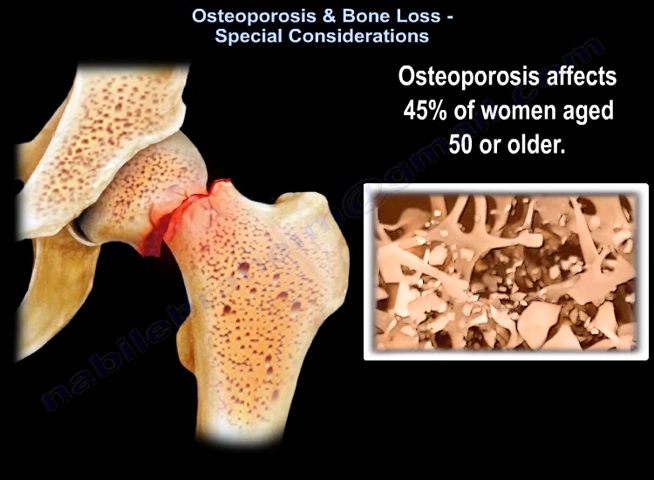 Osteoporosis & Bone Loss -
Special Considerations
Osteoporosis affects
45% of women aged
50 or older.